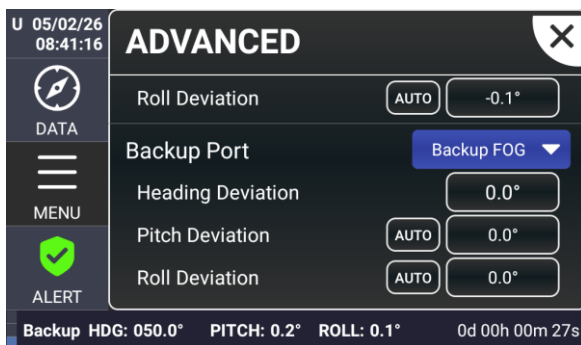 U 05/02/26
08:41:16
ADVANCED
DATA
MENU
ALERT
Roll Deviation AUTO -0.1°
Backup Port Backup FOG
Heading Deviation 0.0°
Pitch Deviation AUTO 0.0°
Roll Deviation AUTO 0.0°
Backup HDG: 050.0° PITCH: 0.2° ROLL: 0.1° 0d 00h 00m 27s